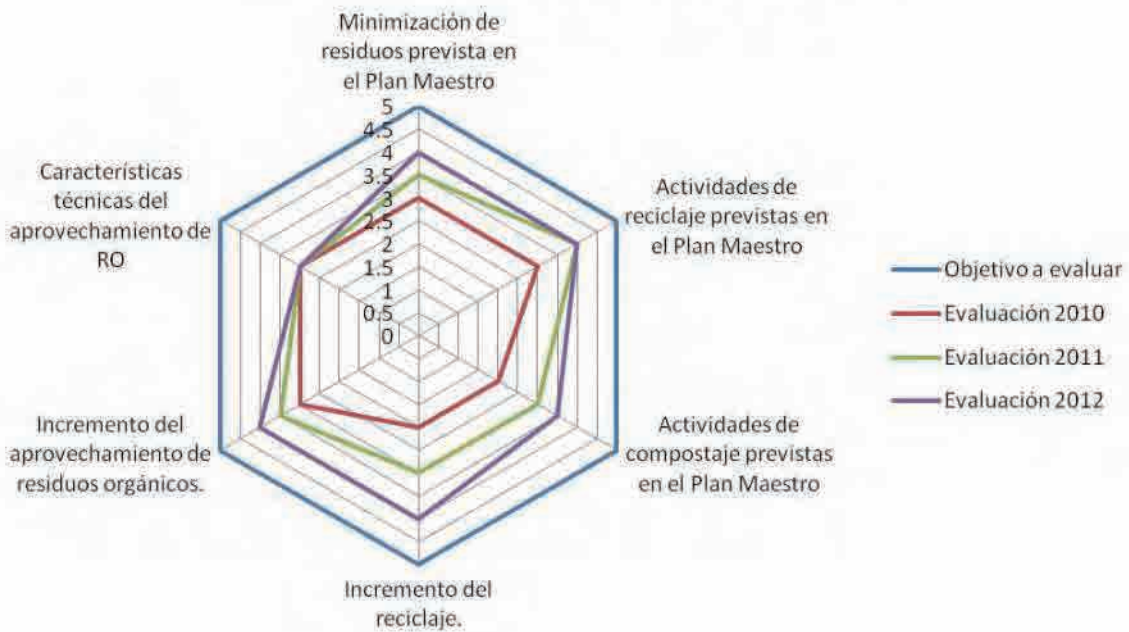 Minimización de
residuos prevista en
el Plan Maestro
5
4.5
4
3.5
3
2.5
2
1.5
1
0.5
0
Características
técnicas del
aprovechamiento de
RO
Actividades de
reciclaje previstas en
el Plan Maestro
Incremento del
aprovechamiento de
residuos orgánicos.
Actividades de
compostaje previstas
en el Plan Maestro
Incremento del
reciclaje.
Objetivo a evaluar
Evaluación 2010
Evaluación 2011
Evaluación 2012